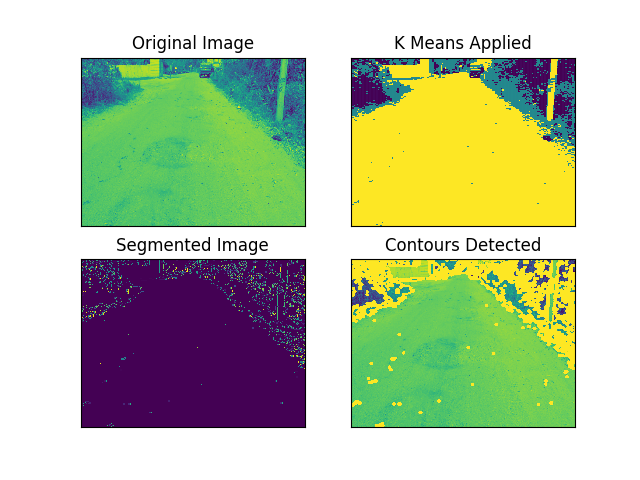 Original Image
K Means Applied
Segmented Image
Contours Detected